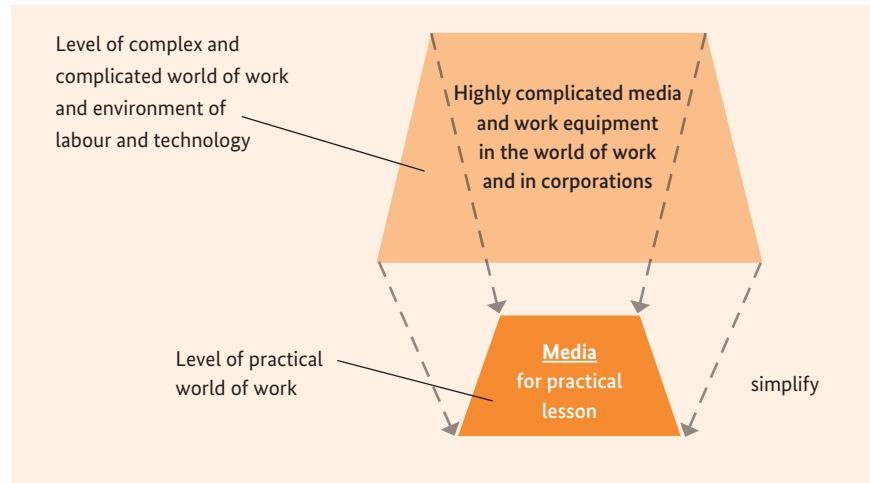 Level of complex and
complicated world of work
and environment of
labour and technology
Highly complicated media
and work equipment
in the world of work
and in corporations
Level of practical
world of work
Media
for practical
lesson
simplify